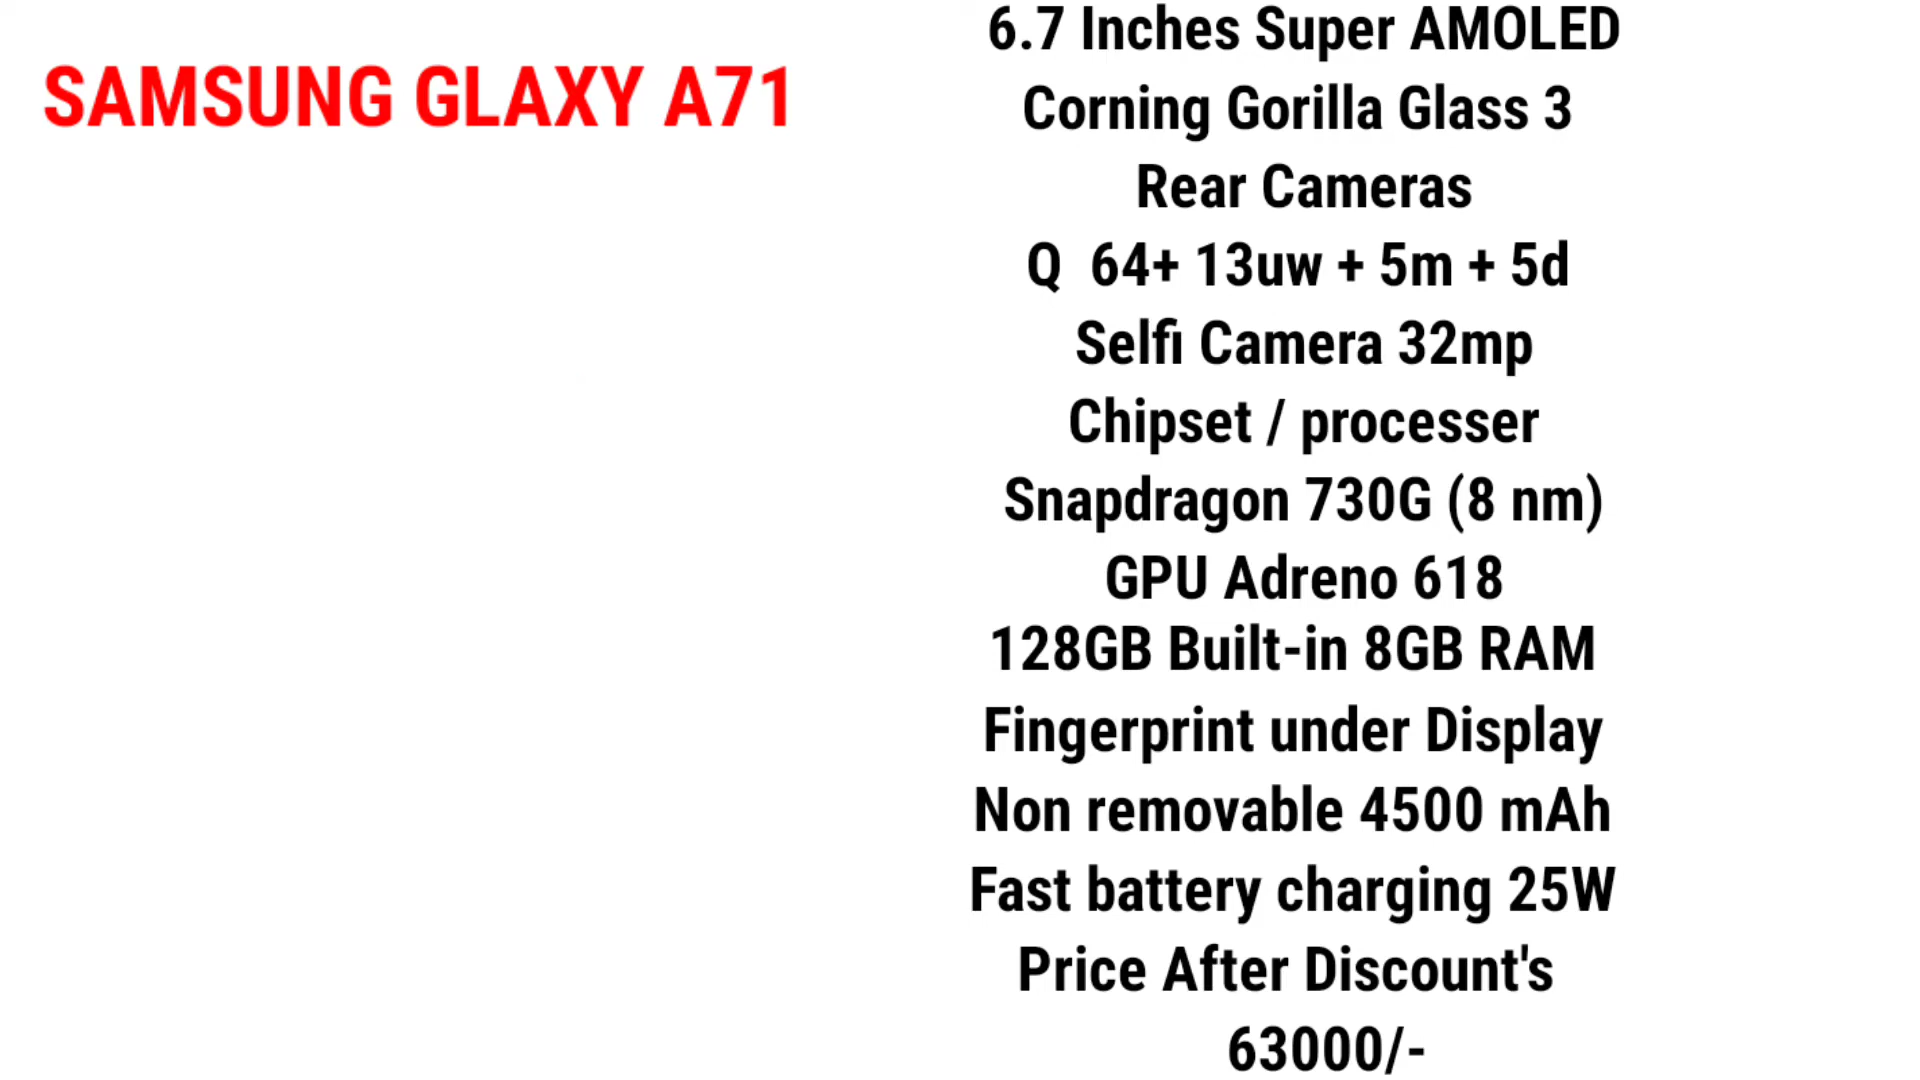 SAMSUNG GLAXY A71
6.7 Inches Super AMOLED
Corning Gorilla Glass 3
Rear Cameras
Q 64+ 13uw + 5m + 5d
Selfi Camera 32mp
Chipset / processer
Snapdragon 730G (8 nm)
GPU Adreno 618
128GB Built-in 8GB RAM
Fingerprint under Display
Non removable 4500 mAh
Fast battery charging 25W
Price After Discount's
63000/-